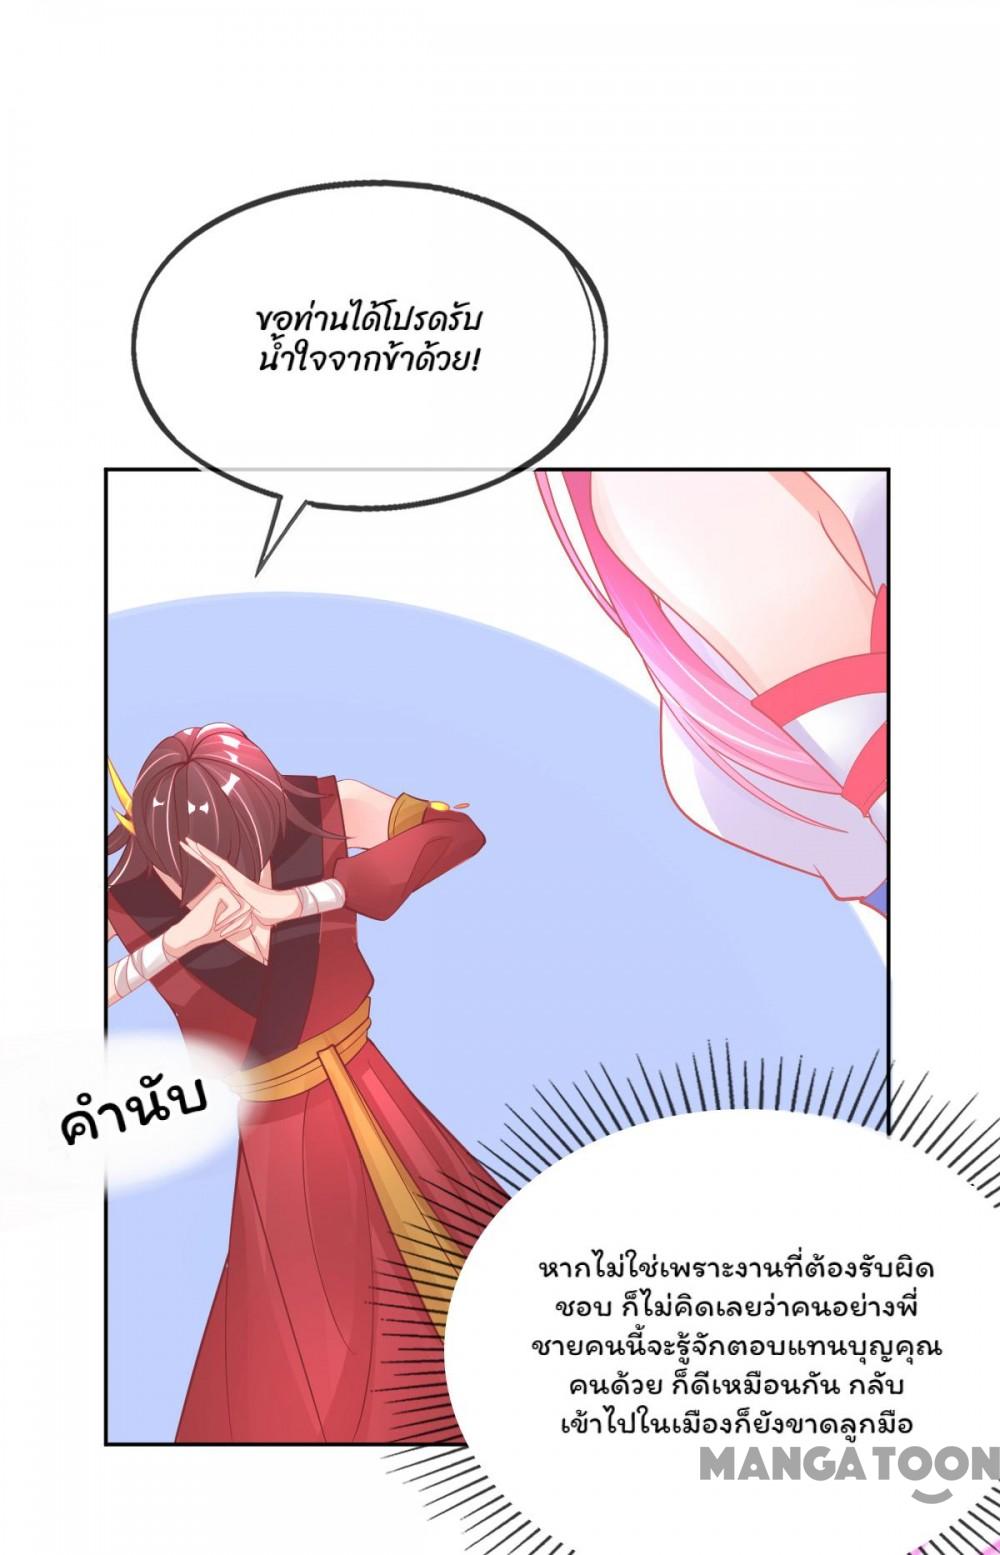 ขอท่านได้โปรดรับ
น้ำใจจากข้าด้วย!
คำนับ
หากไม่ใช่เพราะงานที่ต้องรับผิด
ชอบ ก็ไม่คิดเลยว่าคนอย่างพี่
ชายคนนี้จะรู้จักตอบแทนบุญคุณ
คนด้วย ก็ดีเหมือนกัน กลับ
เข้าไปในเมืองก็ยังขาดลูกมือ
MANGATOON